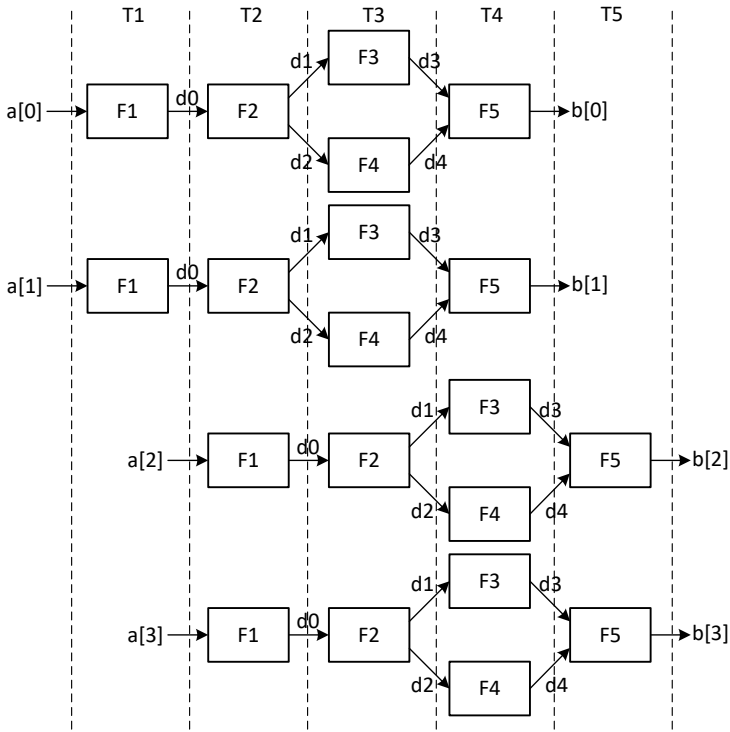 T1 T2 T3 T4 T5
F3
d1 d3
d0
a[0] F1 F2 F5 b[0]
d2 d4
F4
F3
d1 d3
d0
a[1] F1 F2 F5 b[1]
d2 d4
F4
F3
d1 d3
d0
a[2] F1 F2 F5 b[2]
d2 d4
F4
F3
d1 d3
d0
a[3] F1 F2 F5 b[3]
d2 d4
F4